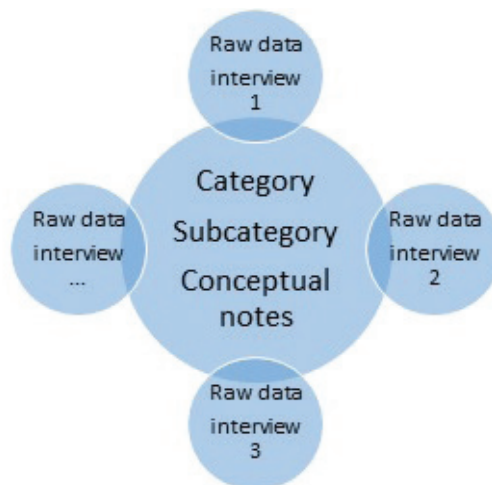 Raw data
interview
1
Category
Subcategory
Conceptual
notes
Raw data
interview
...
Raw data
interview
2
Raw data
interview
3